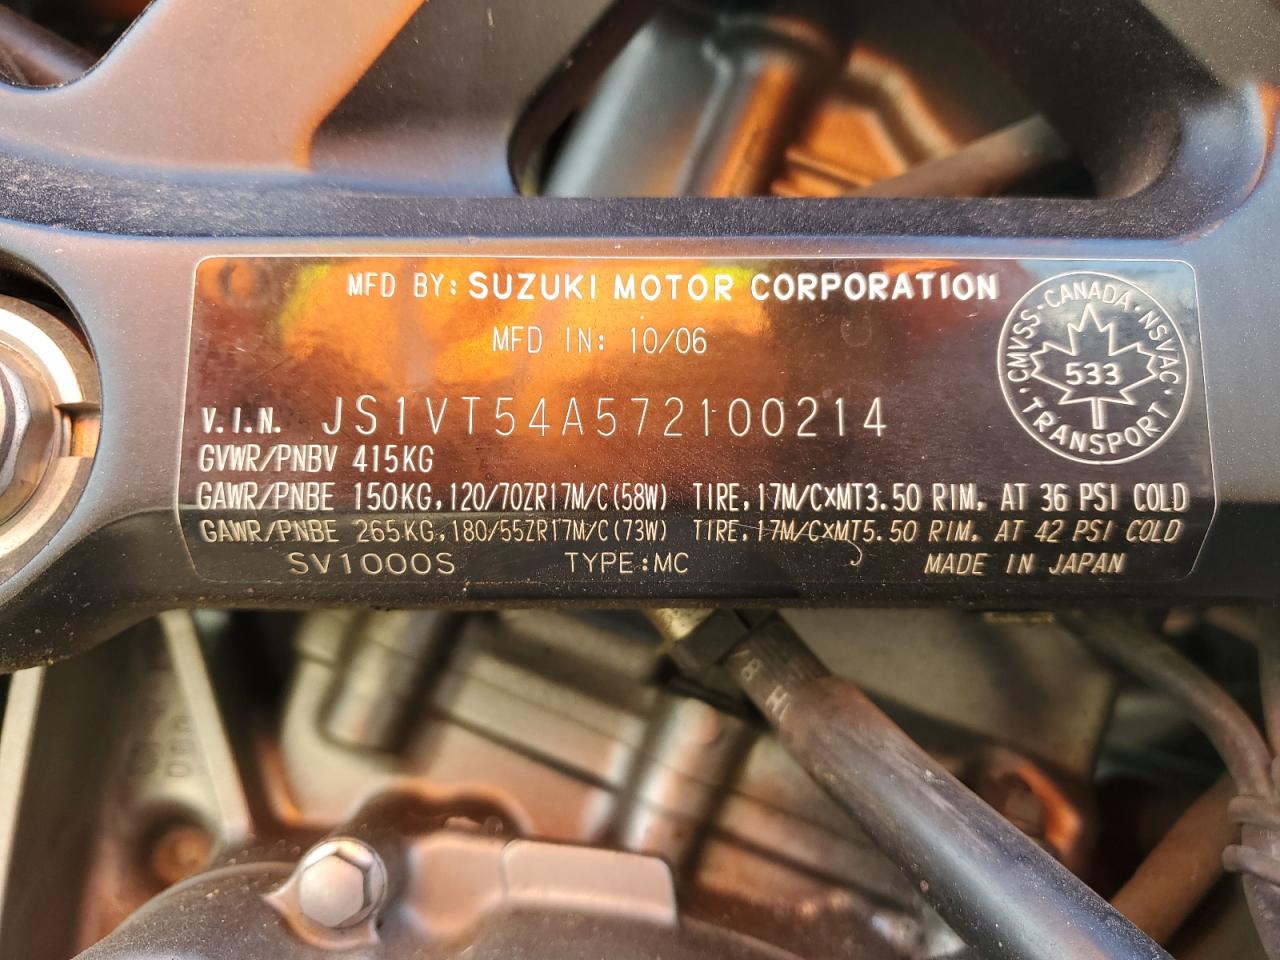 MFD BY: SUZUKI MOTOR CORPORATION
MFD IN: 10/06
CMVSS · CANADA · NSVAC · TRANSPORT ·
533
V.I.N. JS1VT54A572100214
GVWR/PNBV 415KG
GAWR/PNBE 150KG,120/70ZR17M/C(58W) TIRE,17M/C×MT3.50 RIM, AT 36 PSI COLD
GAWR/PNBE 265KG,180/55ZR17M/C(73W) TIRE,17M/C×MT5.50 RIM, AT 42 PSI COLD
SV1000S TYPE:MC MADE IN JAPAN